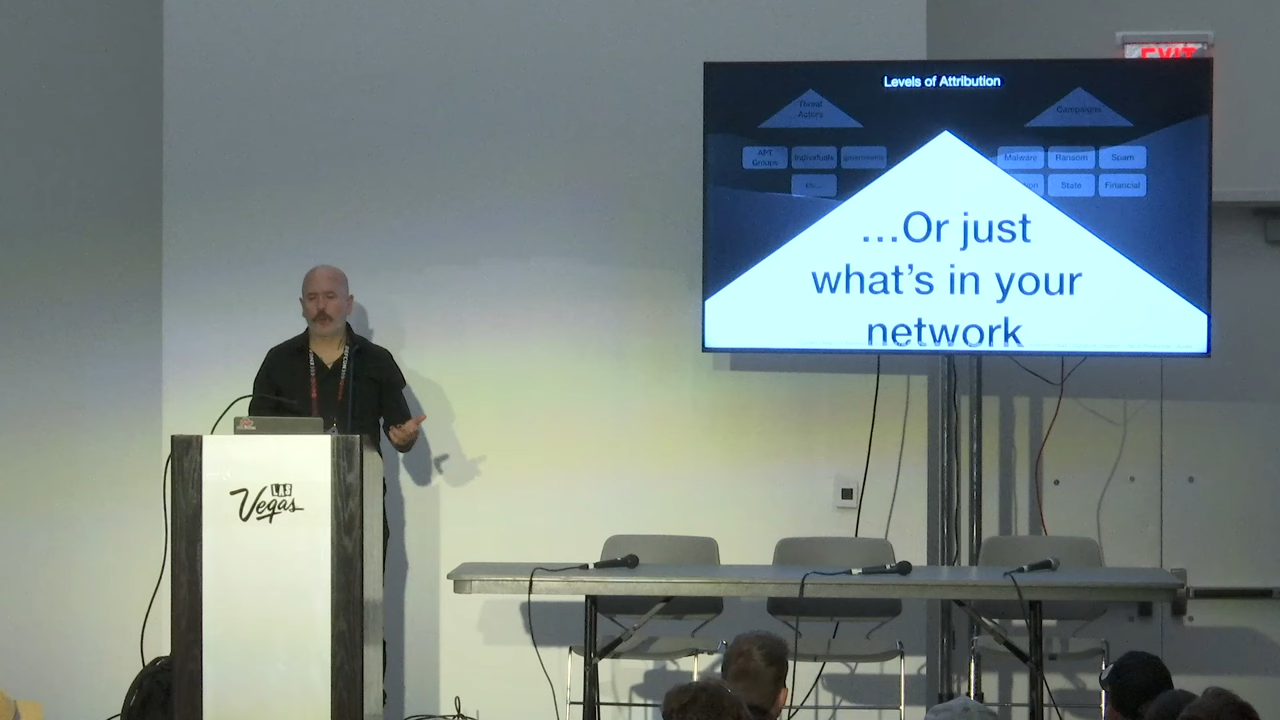 EXIT
Levels of Attribution
Threat
Actors
Campaigns
APT
Groups
Individuals
governments
Malware
Ransom
Spam
State
Financial
...Or just
what's in your
network
LAS
Vegas